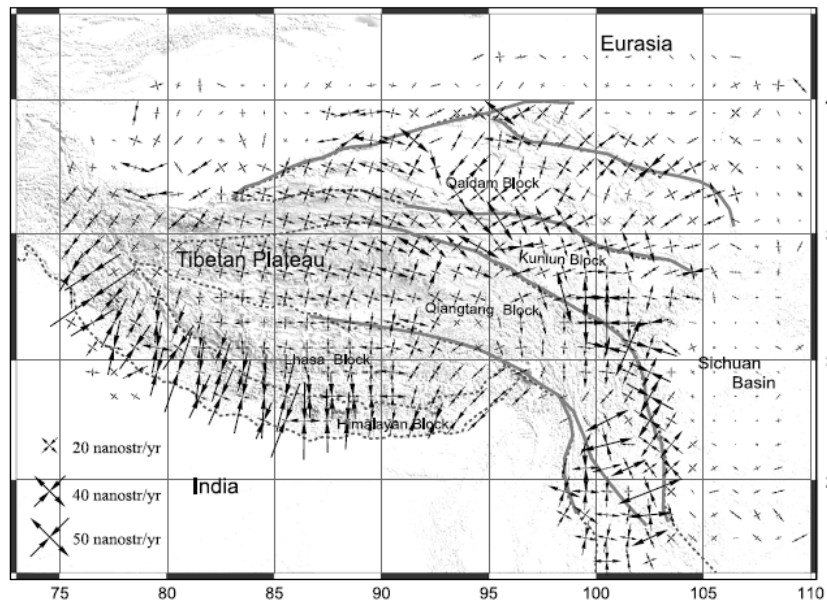 Eurasia
Qaidam Block
Tibetan Plateau
Kunlun Block
Qiangtang Block
Lhasa Block
Sichuan
Basin
Himalayan Block
20 nanostr/yr
India
40 nanostr/yr
50 nanostr/yr
75 80 85 90 95 100 105 110